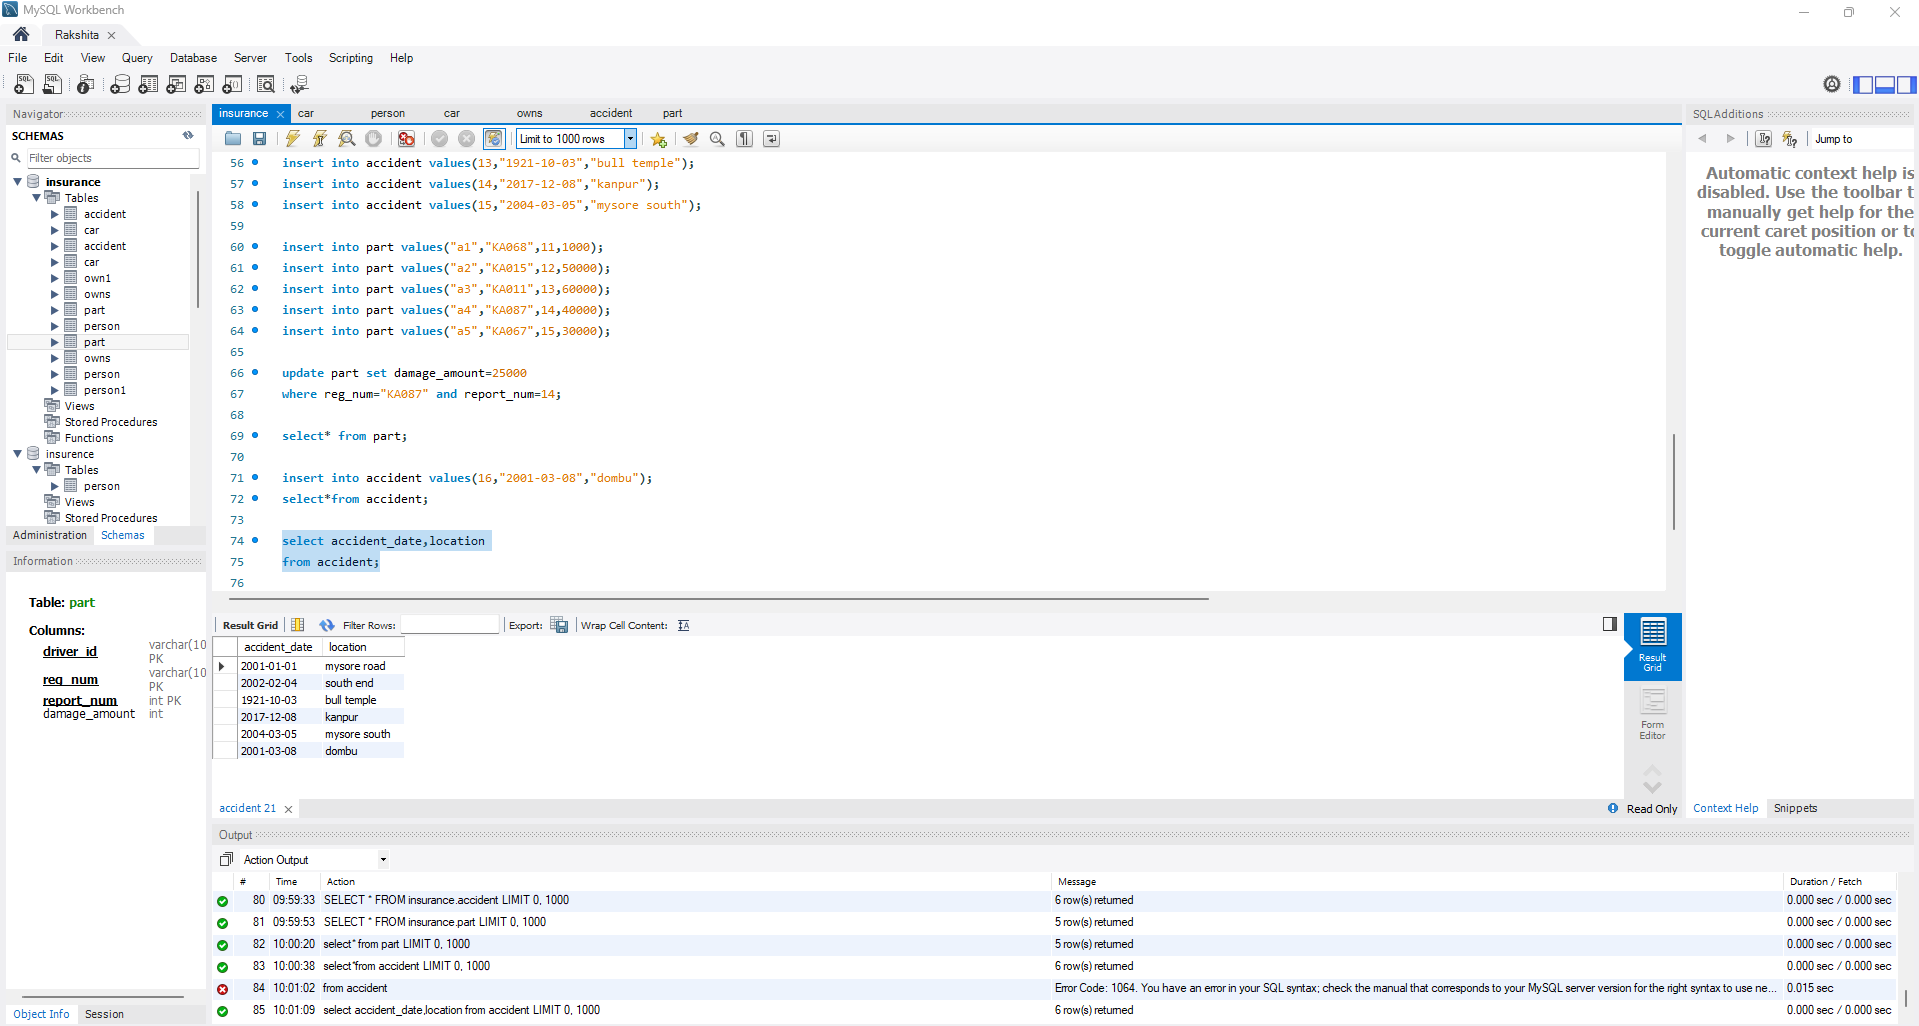 MySQL Workbench
Rakshita
File Edit View Query Database Server Tools Scripting Help
Navigator
SCHEMAS
Filter objects
insurance
Tables
accident
car
accident
car
own1
owns
part
person
part
owns
person
person1
Views
Stored Procedures
Functions
insurence
Tables
person
Views
Stored Procedures
Administration Schemas
Information
Table: part
Columns:
driver_id varchar(10
PK
reg_num varchar(10
PK
report_num int PK
damage_amount int
Object Info Session
insurance car person car owns accident part
Limit to 1000 rows
56 insert into accident values(13,"1921-10-03","bull temple");
57 insert into accident values(14,"2017-12-08","kanpur");
58 insert into accident values(15,"2004-03-05","mysore south");
59
60 insert into part values("a1","KA068",11,1000);
61 insert into part values("a2","KA015",12,50000);
62 insert into part values("a3","KA011",13,60000);
63 insert into part values("a4","KA087",14,40000);
64 insert into part values("a5","KA067",15,30000);
65
66 update part set damage_amount=25000
67 where reg_num="KA087" and report_num=14;
68
69 select* from part;
70
71 insert into accident values(16,"2001-03-08","dombu");
72 select*from accident;
73
74 select accident_date,location
75 from accident;
76
Result Grid Filter Rows: Export: Wrap Cell Content:
accident_date location
2001-01-01 mysore road
2002-02-04 south end
1921-10-03 bull temple
2017-12-08 kanpur
2004-03-05 mysore south
2001-03-08 dombu
Result
Grid
Form
Editor
accident 21
Read Only
SQLAdditions
Jump to
Automatic context help is
disabled. Use the toolbar t
manually get help for the
current caret position or to
toggle automatic help.
Context Help Snippets
Output
Action Output
# Time Action Message Duration / Fetch
80 09:59:33 SELECT * FROM insurance.accident LIMIT 0, 1000 6 row(s) returned 0.000 sec / 0.000 sec
81 09:59:53 SELECT * FROM insurance.part LIMIT 0, 1000 5 row(s) returned 0.000 sec / 0.000 sec
82 10:00:20 select* from part LIMIT 0, 1000 5 row(s) returned 0.000 sec / 0.000 sec
83 10:00:38 select*from accident LIMIT 0, 1000 6 row(s) returned 0.000 sec / 0.000 sec
84 10:01:02 from accident Error Code: 1064. You have an error in your SQL syntax; check the manual that corresponds to your MySQL server version for the right syntax to use ne... 0.015 sec
85 10:01:09 select accident_date,location from accident LIMIT 0, 1000 6 row(s) returned 0.000 sec / 0.000 sec